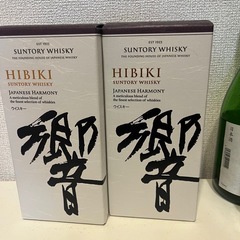 EST 1923
SUNTORY WHISKY
THE FOUNDING HOUSE OF JAPANESE WHISKY
HIBIKI
SUNTORY WHISKY
JAPANESE HARMONY
A meticulous blend of
the finest selection of whiskies
ウイスキー
響
EST 1923
SUNTORY WHISKY
THE FOUNDING HOUSE OF JAPANESE WHISKY
HIBIKI
SUNTORY WHISKY
JAPANESE HARMONY
A meticulous blend of
the finest selection of whiskies
ウイスキー
響